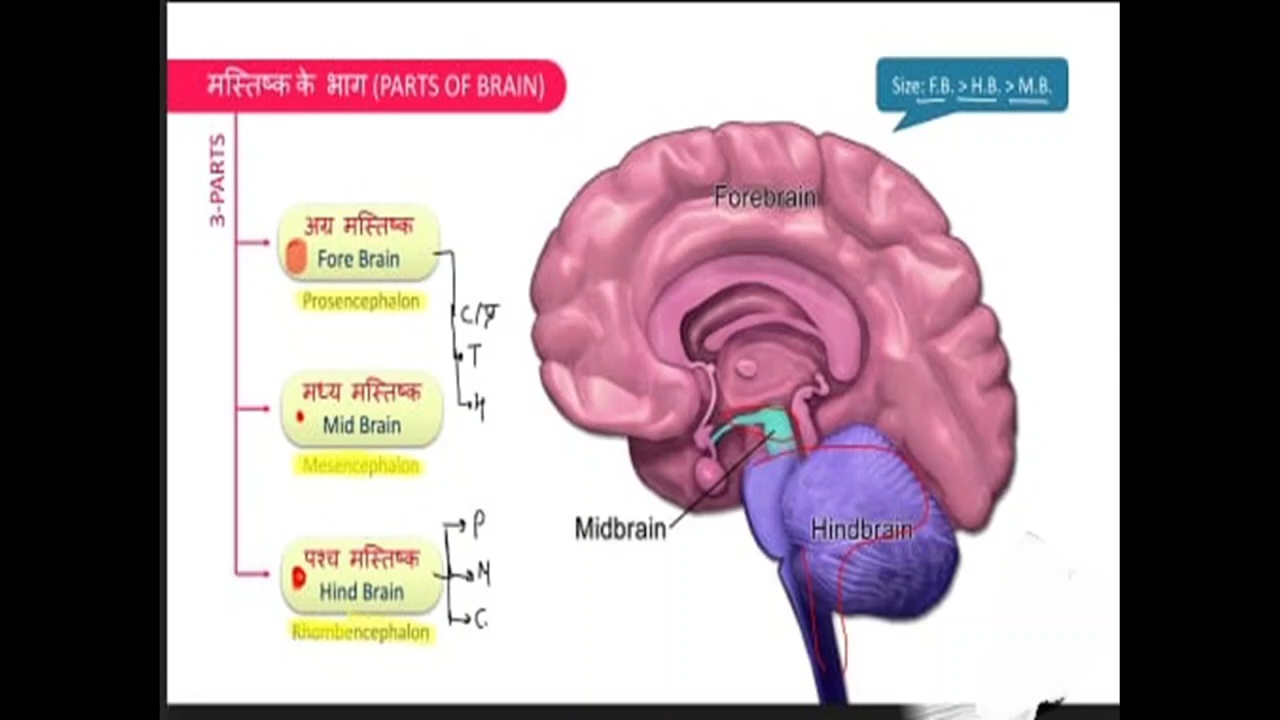 मस्तिष्क के भाग (PARTS OF BRAIN)
Size: F.B. > H.B. > M.B.
3-PARTS
Forebrain
अग्र मस्तिष्क
Fore Brain
Prosencephalon
T
H
मध्य मस्तिष्क
Mid Brain
Mesencephalon
Midbrain
Hindbrain
P
पश्च मस्तिष्क
Hind Brain
M
C
Rhombencephalon